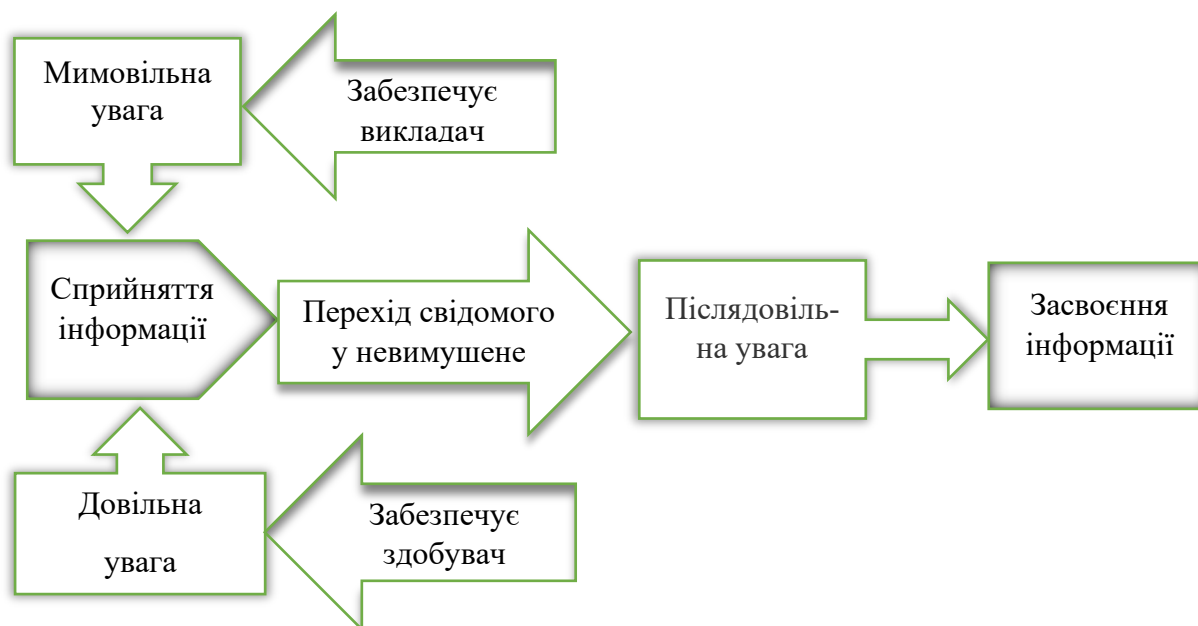 Мимовільна
увага
Забезпечує
викладач
Сприйняття
інформації
Перехід свідомого
у невимушене
Післядовіль-
на увага
Засвоєння
інформації
Довільна
увага
Забезпечує
здобувач